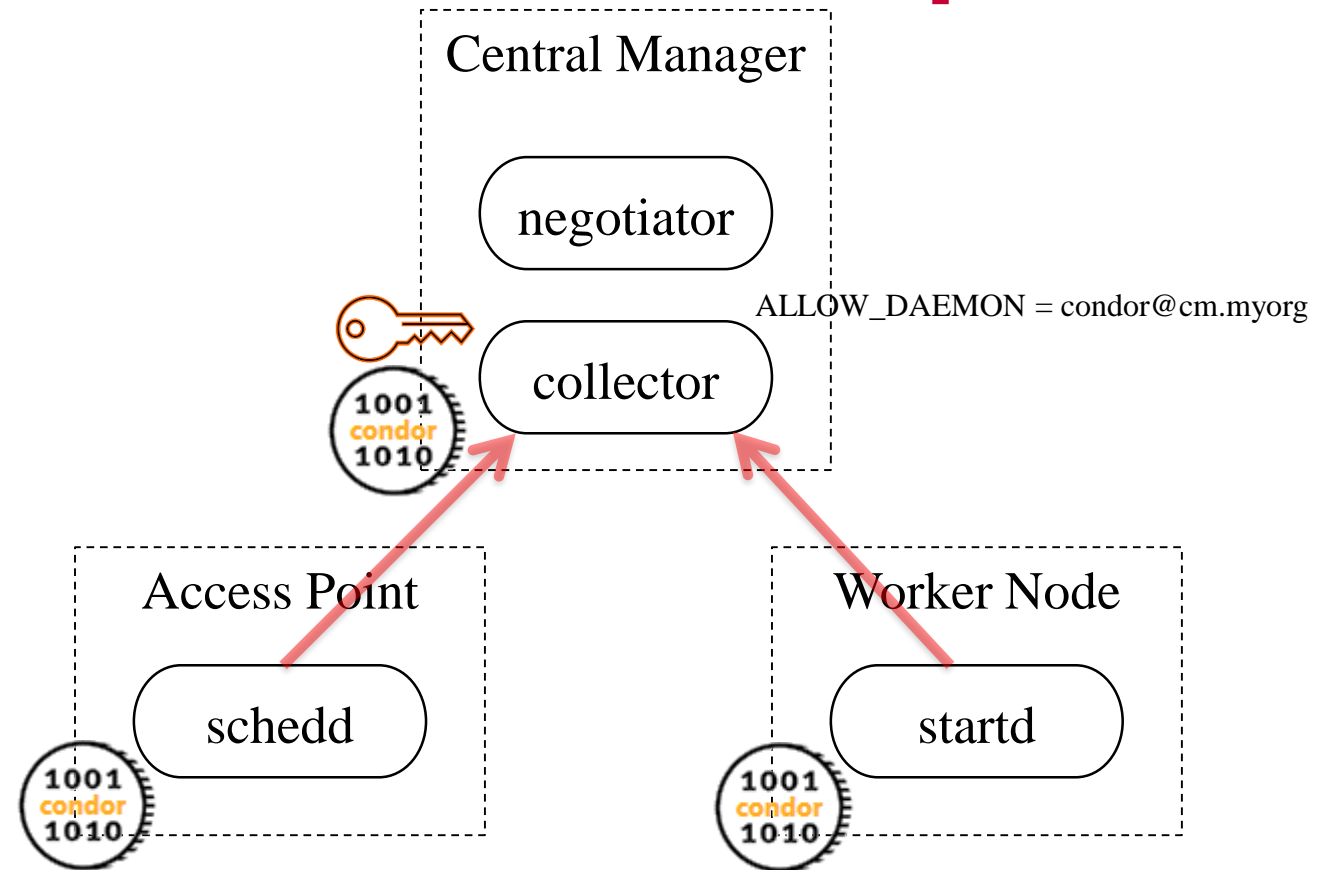 Central Manager
negotiator
ALLOW_DAEMON = condor@cm.myorg
collector
1001
condor
1010
Access Point
Worker Node
schedd
startd
1001
condor
1010
1001
condor
1010